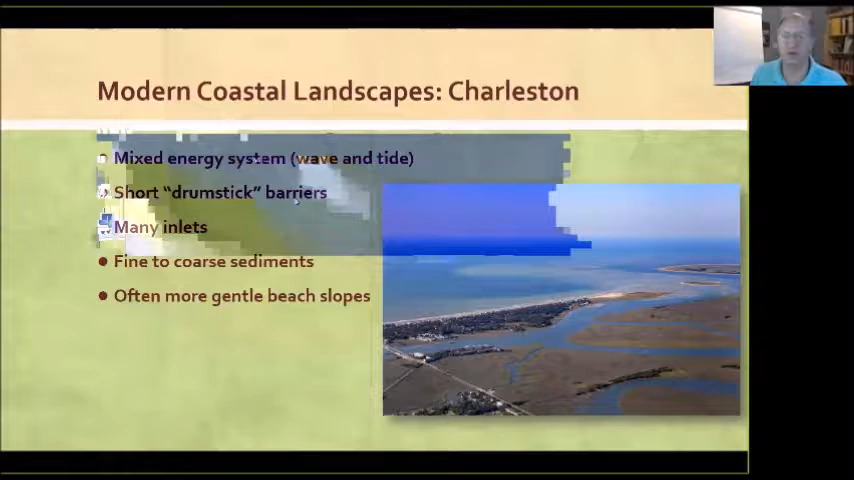 Modern Coastal Landscapes: Charleston
Mixed energy system (wave and tide)
Short “drumstick” barriers
Many inlets
Fine to coarse sediments
Often more gentle beach slopes